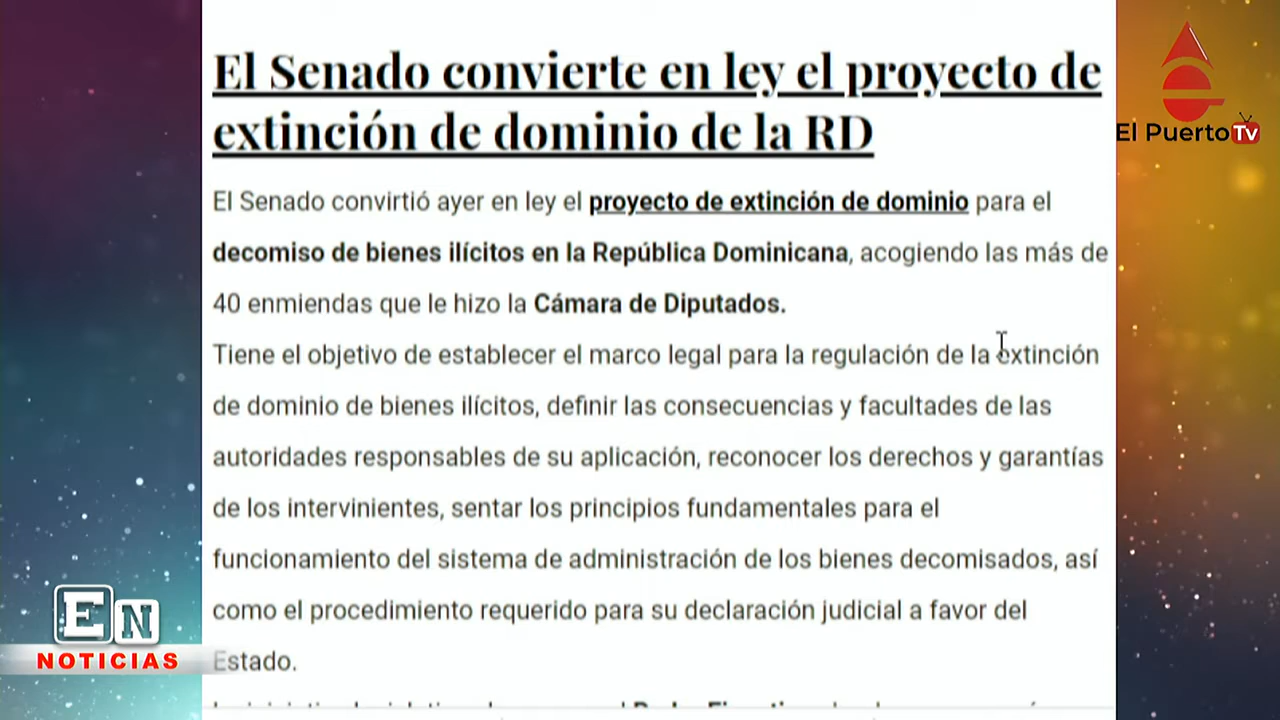 El Senado convierte en ley el proyecto de
extinción de dominio de la RD
El Puerto Tv
El Senado convirtió ayer en ley el proyecto de extinción de dominio para el
decomiso de bienes ilícitos en la República Dominicana, acogiendo las más de
40 enmiendas que le hizo la Cámara de Diputados.
Tiene el objetivo de establecer el marco legal para la regulación de la extinción
de dominio de bienes ilícitos, definir las consecuencias y facultades de las
autoridades responsables de su aplicación, reconocer los derechos y garantías
de los intervinientes, sentar los principios fundamentales para el
funcionamiento del sistema de administración de los bienes decomisados, así
como el procedimiento requerido para su declaración judicial a favor del
Estado.
EN
NOTICIAS